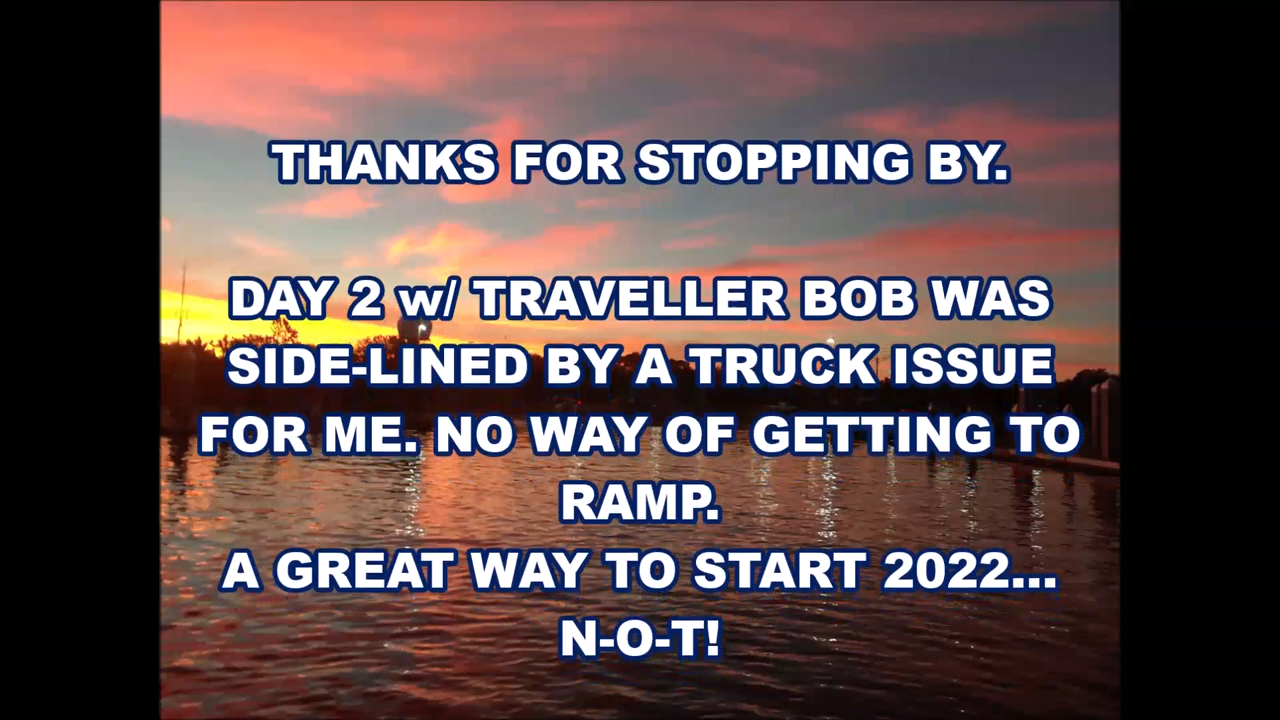 THANKS FOR STOPPING BY.
DAY 2 w/ TRAVELLER BOB WAS
SIDE-LINED BY A TRUCK ISSUE
FOR ME. NO WAY OF GETTING TO
RAMP.
A GREAT WAY TO START 2022...
N-O-T!